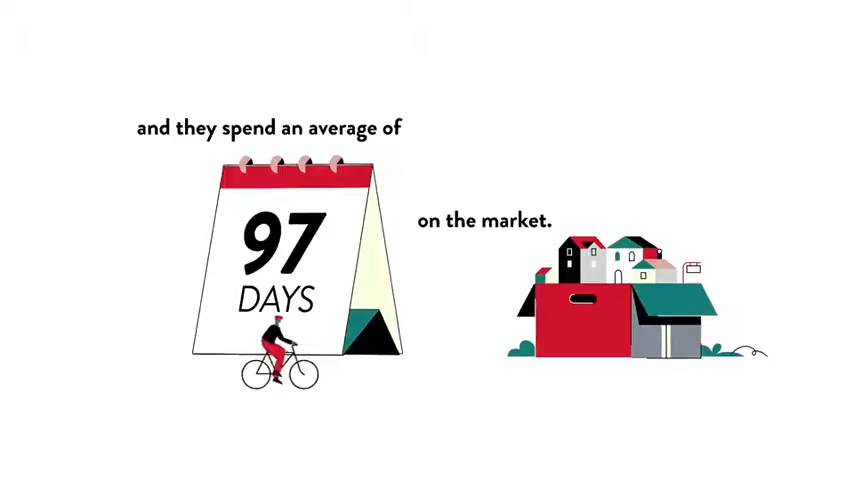 and they spend an average of
97
DAYS
on the market.